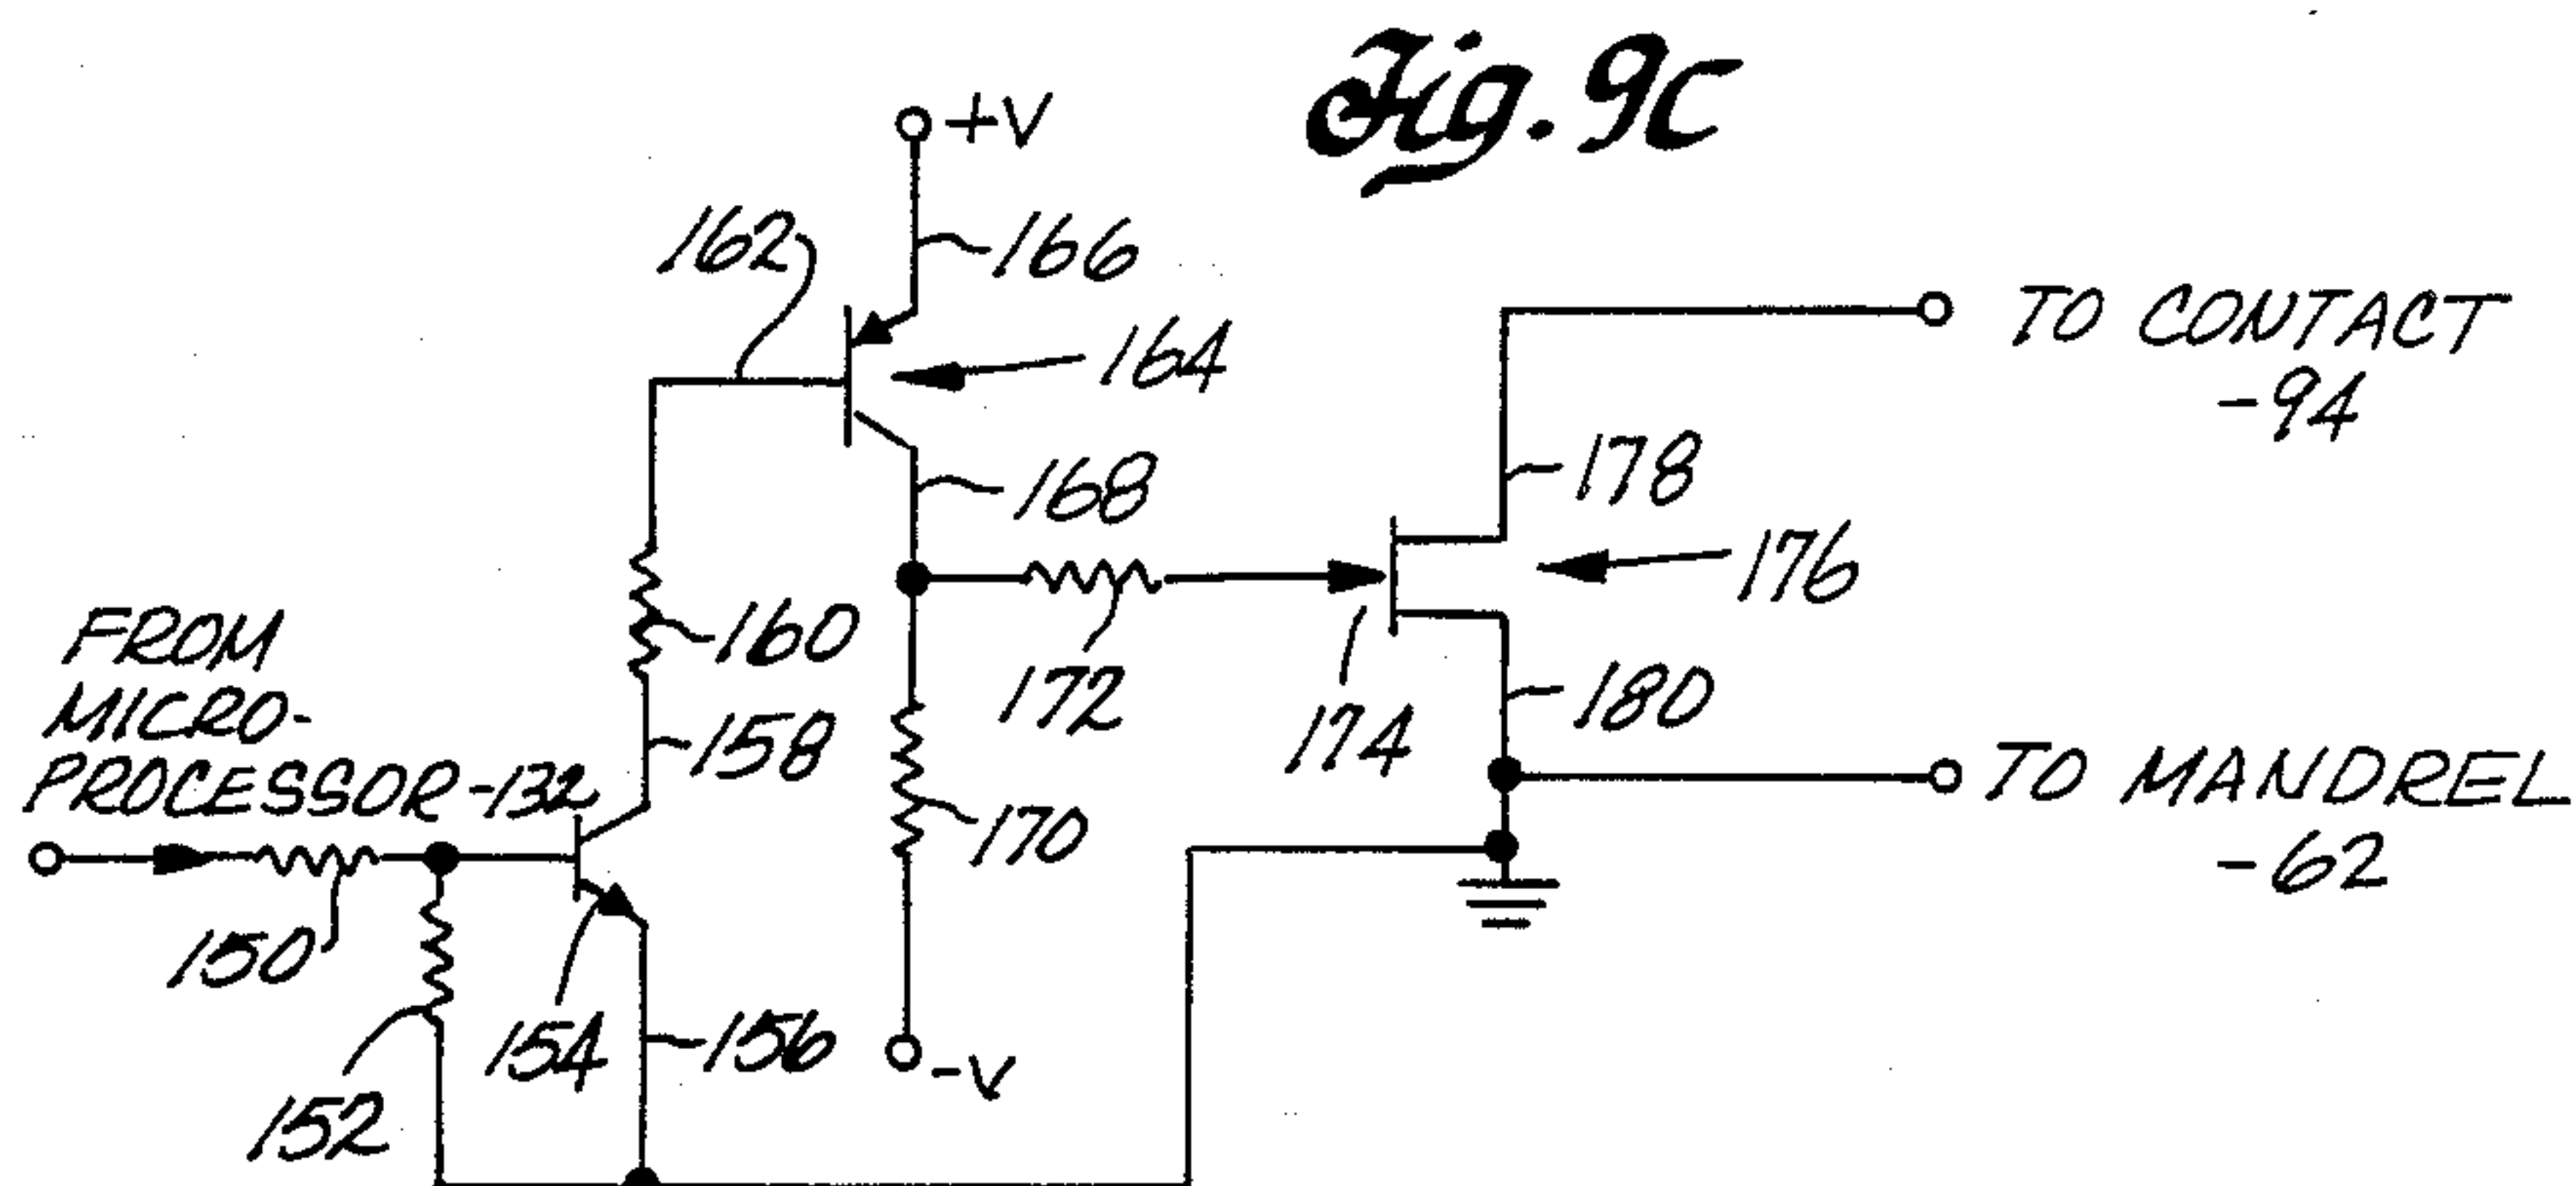 Fig. 9C
+V
162
166
164
TO CONTACT
-94
168
178
176
FROM
MICRO-
PROCESSOR-132
160
172
174
180
158
TO MANDREL
-62
170
150
154
156
-V
152